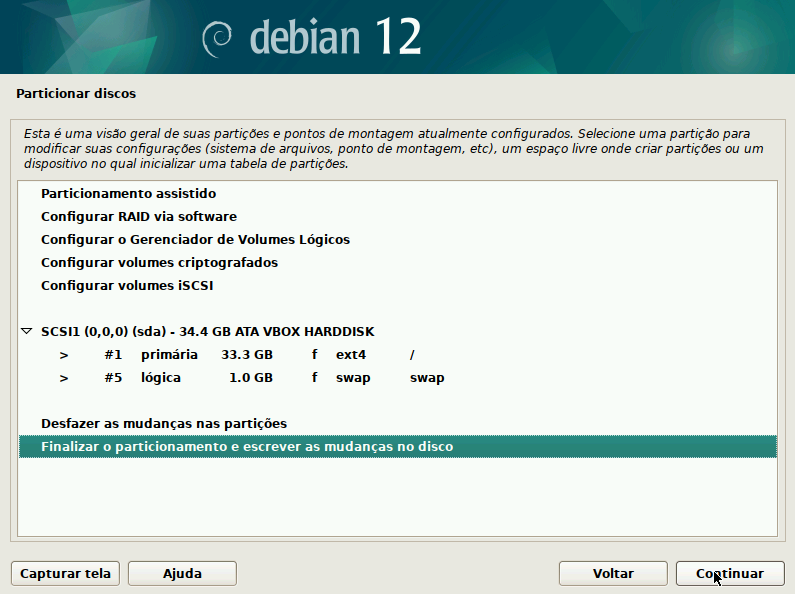 debian 12
Particionar discos
Esta é uma visão geral de suas partições e pontos de montagem atualmente configurados. Selecione uma partição para
modificar suas configurações (sistema de arquivos, ponto de montagem, etc), um espaço livre onde criar partições ou um
dispositivo no qual inicializar uma tabela de partições.
Particionamento assistido
Configurar RAID via software
Configurar o Gerenciador de Volumes Lógicos
Configurar volumes criptografados
Configurar volumes iSCSI
SCSI1 (0,0,0) (sda) - 34.4 GB ATA VBOX HARDDISK
> #1 primária 33.3 GB f ext4 /
> #5 lógica 1.0 GB f swap swap
Desfazer as mudanças nas partições
Finalizar o particionamento e escrever as mudanças no disco
Capturar tela Ajuda Voltar Continuar